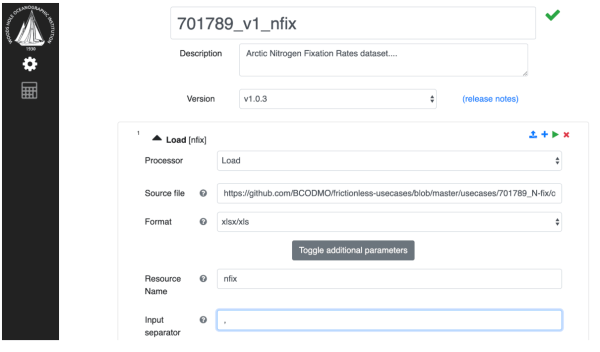 WOODS HOLE OCEANOGRAPHIC INSTITUTION
1930
701789_v1_nfix
Description
Arctic Nitrogen Fixation Rates dataset....
Version
v1.0.3
(release notes)
1
Load [nfix]
Processor
Load
Source file
https://github.com/BCODMO/frictionless-usecases/blob/master/usecases/701789_N-fix/c
Format
xlsx/xls
Toggle additional parameters
Resource
Name
nfix
Input
separator
,